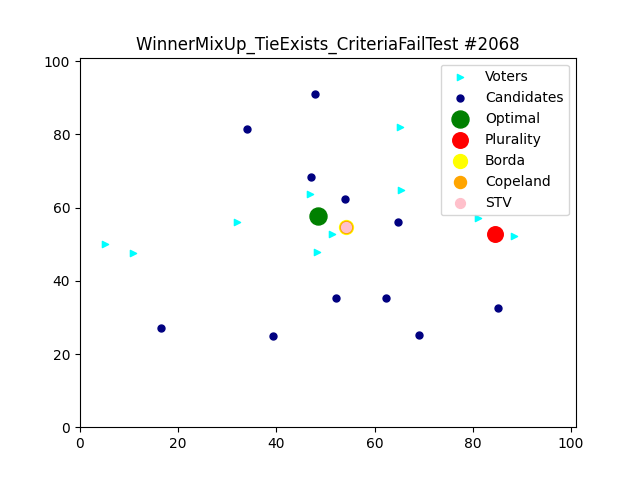 WinnerMixUp_TieExists_CriteriaFailTest #2068
Voters
Candidates
Optimal
Plurality
Borda
Copeland
STV
100
80
60
40
20
0
0 20 40 60 80 100